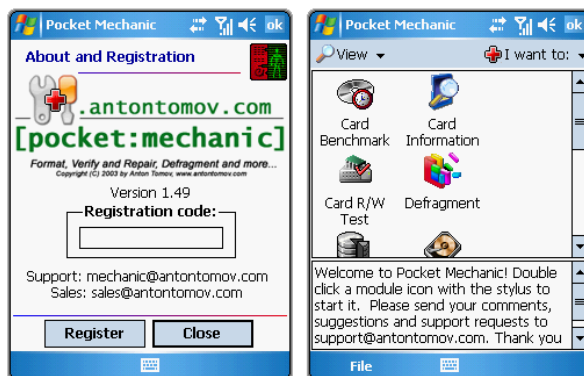 Pocket Mechanic ok
About and Registration
.antontomov.com
[pocket:mechanic]
Format, Verify and Repair, Defragment and more...
Copyright (C) 2003 by Anton Tomov, www.antontomov.com
Version 1.49
Registration code:
Support: mechanic@antontomov.com
Sales: sales@antontomov.com
Register Close
Pocket Mechanic ok
View I want to:
Card Card
Benchmark Information
Card R/W Defragment
Test
Welcome to Pocket Mechanic! Double
click a module icon with the stylus to
start it. Please send your comments,
suggestions and support requests to
support@antontomov.com. Thank you
File